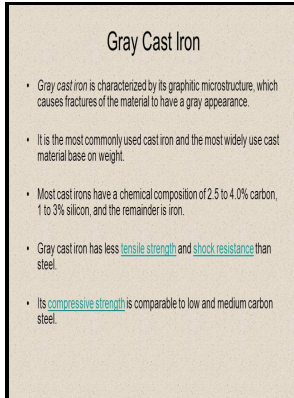 Gray Cast Iron
• Gray cast iron is characterized by its graphitic microstructure, which
causes fractures of the material to have a gray appearance.
• It is the most commonly used cast iron and the most widely use cast
material base on weight.
• Most cast irons have a chemical composition of 2.5 to 4.0% carbon,
1 to 3% silicon, and the remainder is iron.
• Gray cast iron has less tensile strength and shock resistance than
steel.
• Its compressive strength is comparable to low and medium carbon
steel.